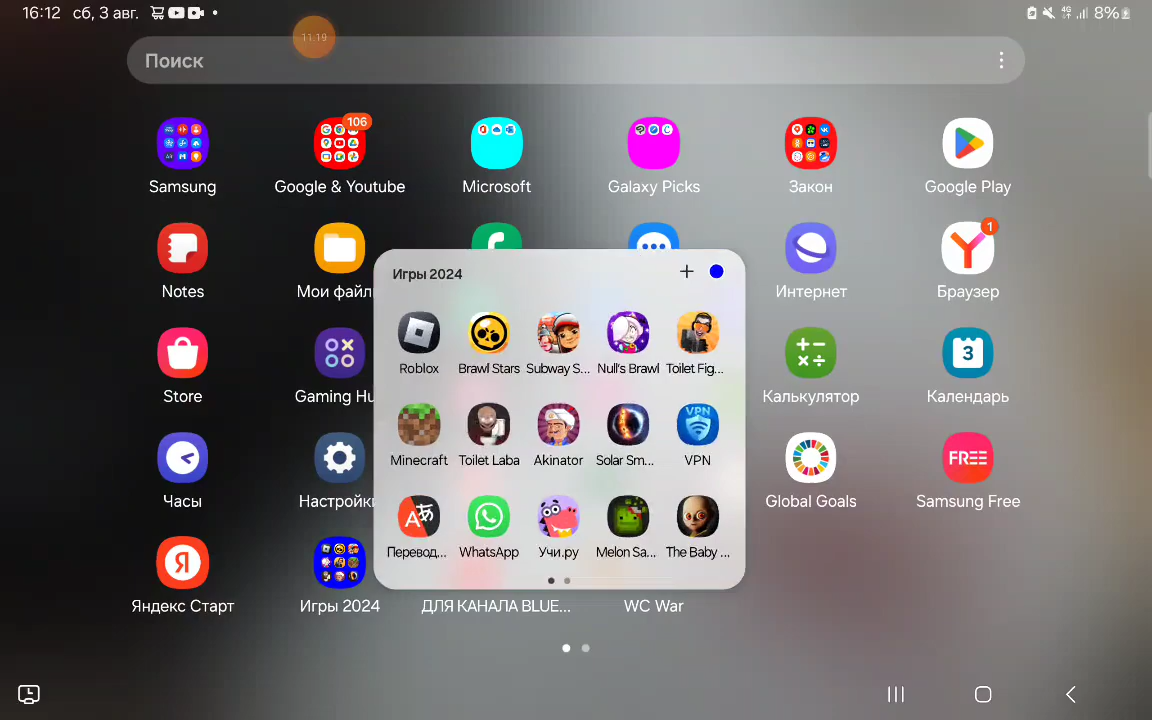 16:12 сб, 3 авг.
4G 8%
11.19
Поиск
106
Samsung
Google & Youtube
Microsoft
Galaxy Picks
Закон
Google Play
1
Notes
Мои файл
Интернет
Браузер
Игры 2024
Roblox
Brawl Stars
Subway S...
Null's Brawl
Toilet Fig...
Store
Gaming Hu
Калькулятор
3
Календарь
Minecraft
Toilet Laba
Akinator
Solar Sm...
VPN
VPN
Часы
Настройки
Global Goals
FREE
Samsung Free
Перевод...
WhatsApp
Учи.ру
Melon Sa...
The Baby ...
Я
Яндекс Старт
Игры 2024
ДЛЯ КАНАЛА BLUE...
WC War